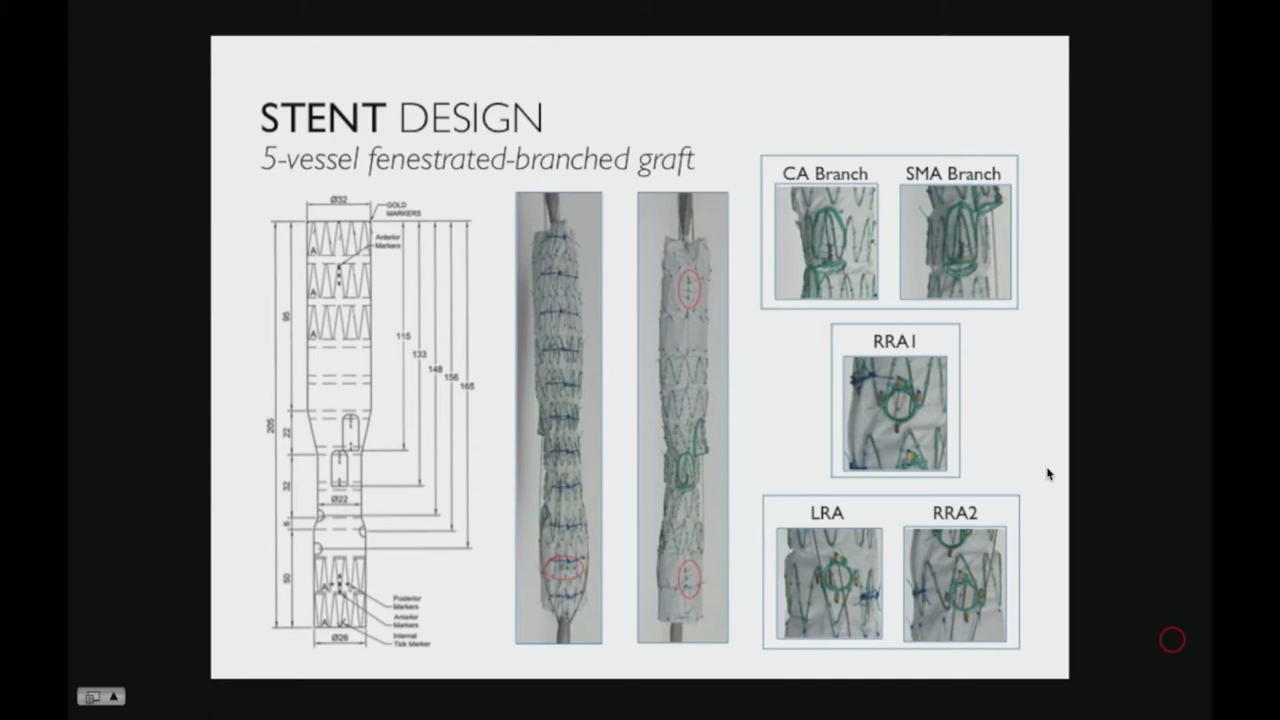 STENT DESIGN
5-vessel fenestrated-branched graft
Ø32
GOLD
MARKERS
Anterior
Markers
A
A
A
95
115
133
148
156
165
205
22
32
Ø22
6
50
A
A
Posterior
Markers
Anterior
Markers
Internal
Tick Marker
Ø26
CA Branch
SMA Branch
RRA1
LRA
RRA2